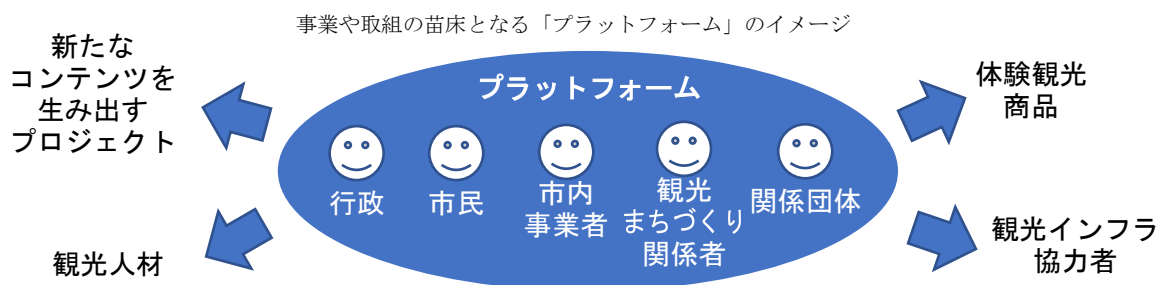 事業や取組の苗床となる「プラットフォーム」のイメージ
新たな
コンテンツを
生み出す
プロジェクト
プラットフォーム
体験観光
商品
行政
市民
市内
事業者
観光
まちづくり
関係者
関係団体
観光人材
観光インフラ
協力者